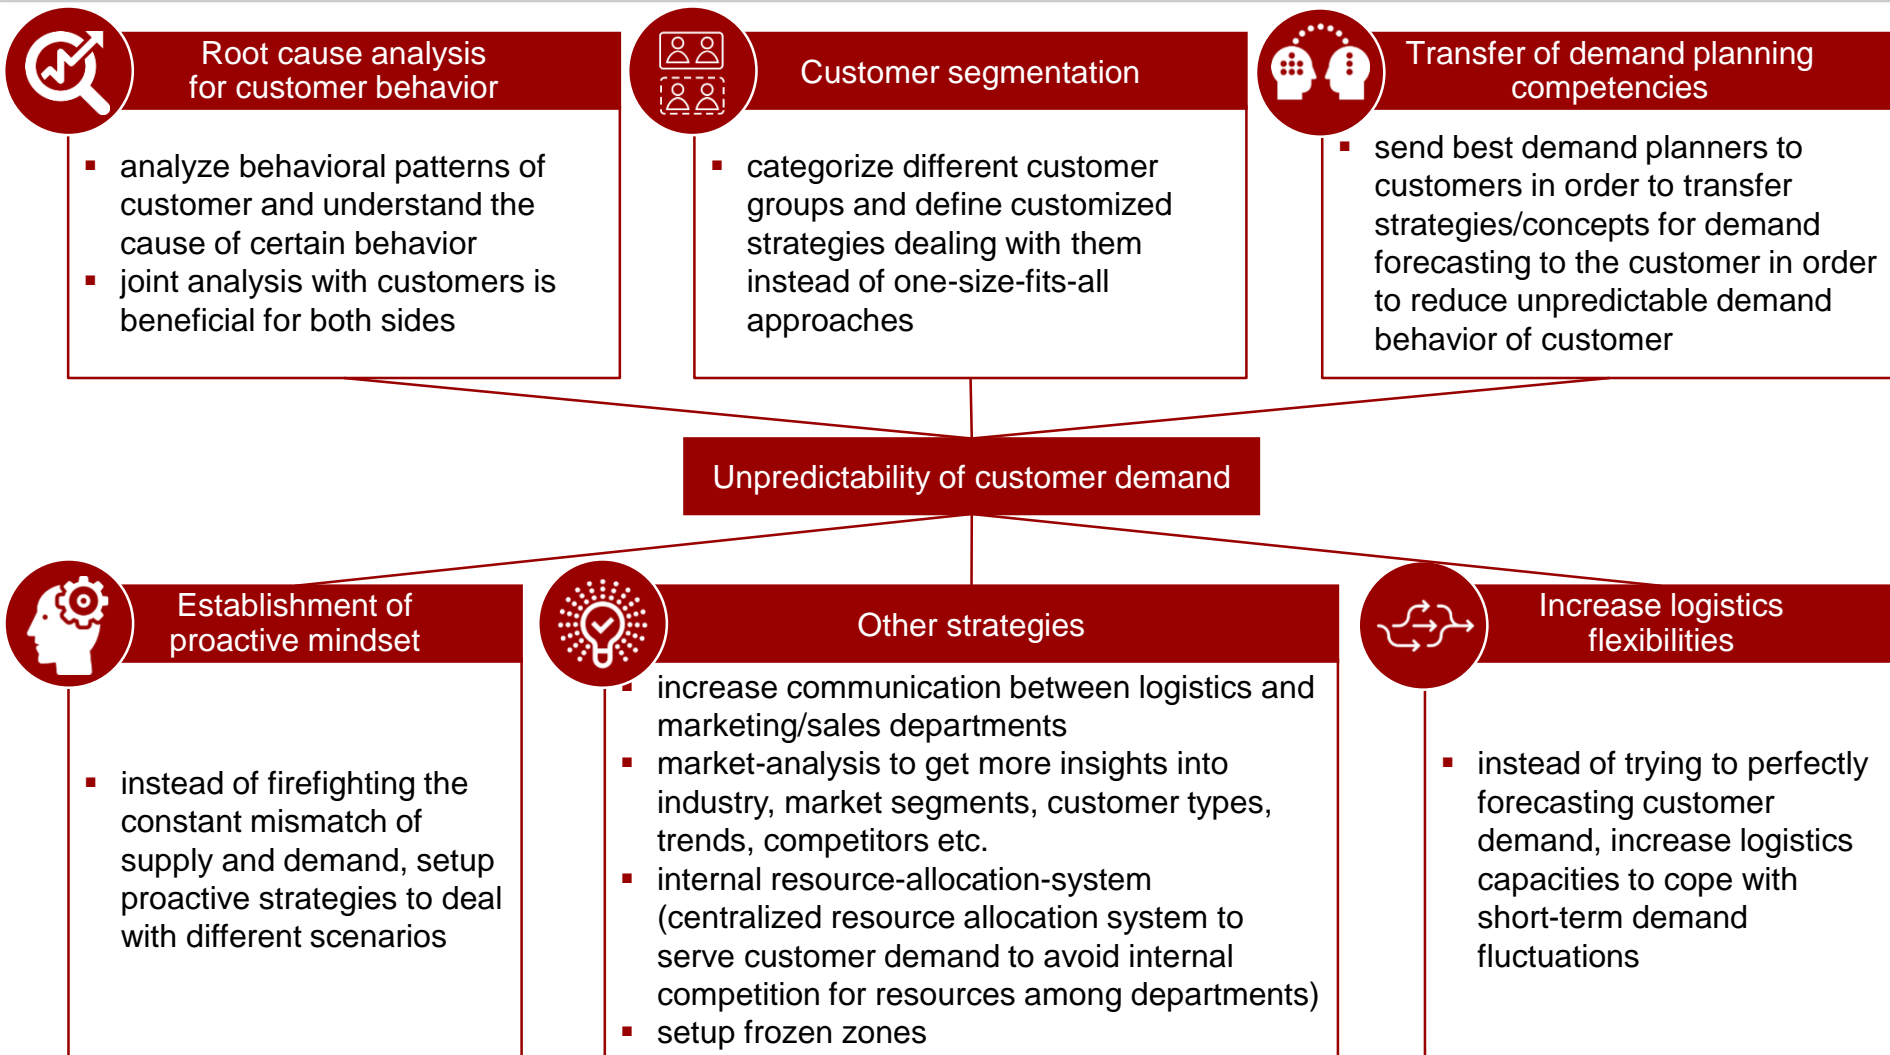 Root cause analysis
for customer behavior
▪ analyze behavioral patterns of
customer and understand the
cause of certain behavior
▪ joint analysis with customers is
beneficial for both sides
Customer segmentation
▪ categorize different customer
groups and define customized
strategies dealing with them
instead of one-size-fits-all
approaches
Transfer of demand planning
competencies
▪ send best demand planners to
customers in order to transfer
strategies/concepts for demand
forecasting to the customer in order
to reduce unpredictable demand
behavior of customer
Unpredictability of customer demand
Establishment of
proactive mindset
▪ instead of firefighting the
constant mismatch of
supply and demand, setup
proactive strategies to deal
with different scenarios
Other strategies
▪ increase communication between logistics and
marketing/sales departments
▪ market-analysis to get more insights into
industry, market segments, customer types,
trends, competitors etc.
▪ internal resource-allocation-system
(centralized resource allocation system to
serve customer demand to avoid internal
competition for resources among departments)
▪ setup frozen zones
Increase logistics
flexibilities
▪ instead of trying to perfectly
forecasting customer
demand, increase logistics
capacities to cope with
short-term demand
fluctuations